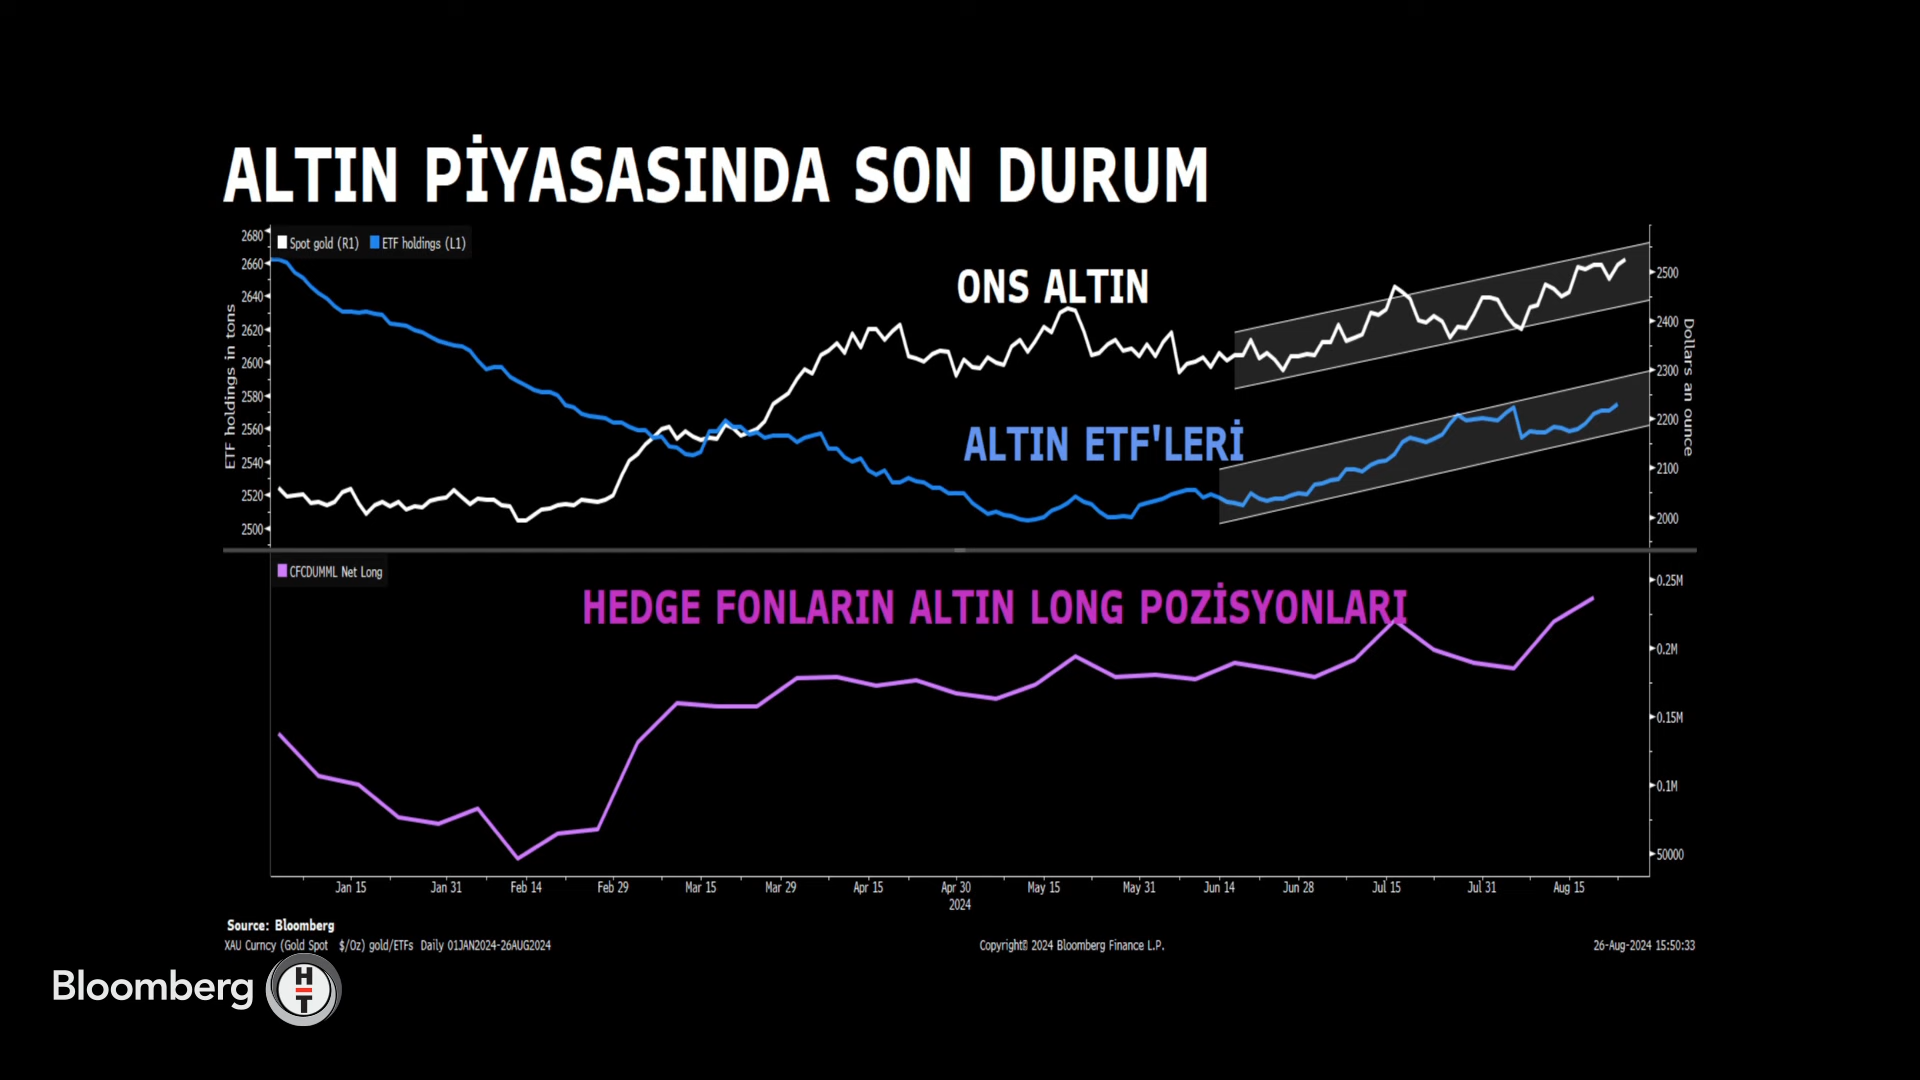 ALTIN PİYASASINDA SON DURUM
Spot gold (R1) ETF holdings (L1)
ONS ALTIN
ALTIN ETF'LERİ
ETF holdings in tons
2680
2660
2640
2620
2600
2580
2560
2540
2520
2500
Dollars an ounce
2500
2400
2300
2200
2100
2000
CFCDUMML Net Long
HEDGE FONLARIN ALTIN LONG POZİSYONLARI
0.25M
0.2M
0.15M
0.1M
50000
Jan 15 Jan 31 Feb 14 Feb 29 Mar 15 Mar 29 Apr 15 Apr 30 May 15 May 31 Jun 14 Jun 28 Jul 15 Jul 31 Aug 15
2024
Source: Bloomberg
XAU Curncy (Gold Spot $/Oz) gold/ETFs Daily 01JAN2024-26AUG2024 Copyright 2024 Bloomberg Finance L.P. 26-Aug-2024 15:50:33
Bloomberg HT